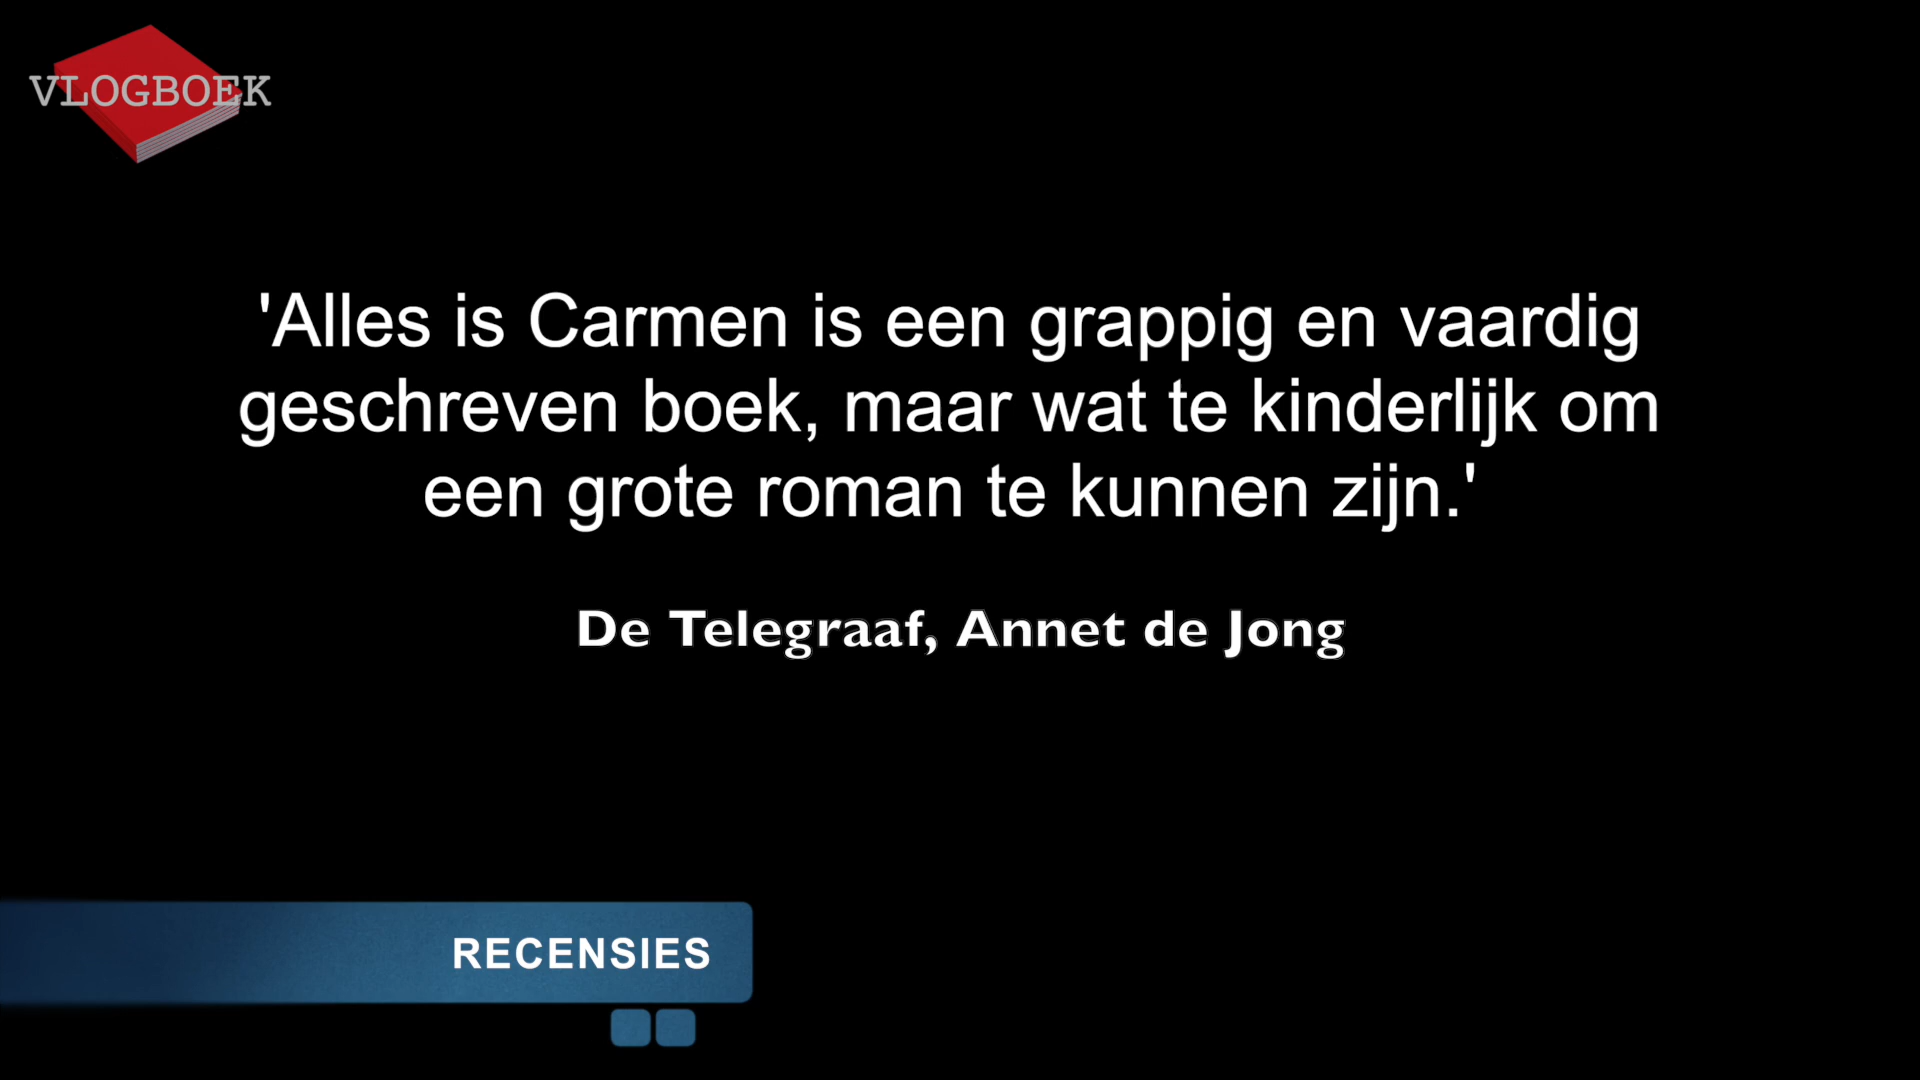 VLOGBOEK
'Alles is Carmen is een grappig en vaardig
geschreven boek, maar wat te kinderlijk om
een grote roman te kunnen zijn.'
De Telegraaf, Annet de Jong
RECENSIES